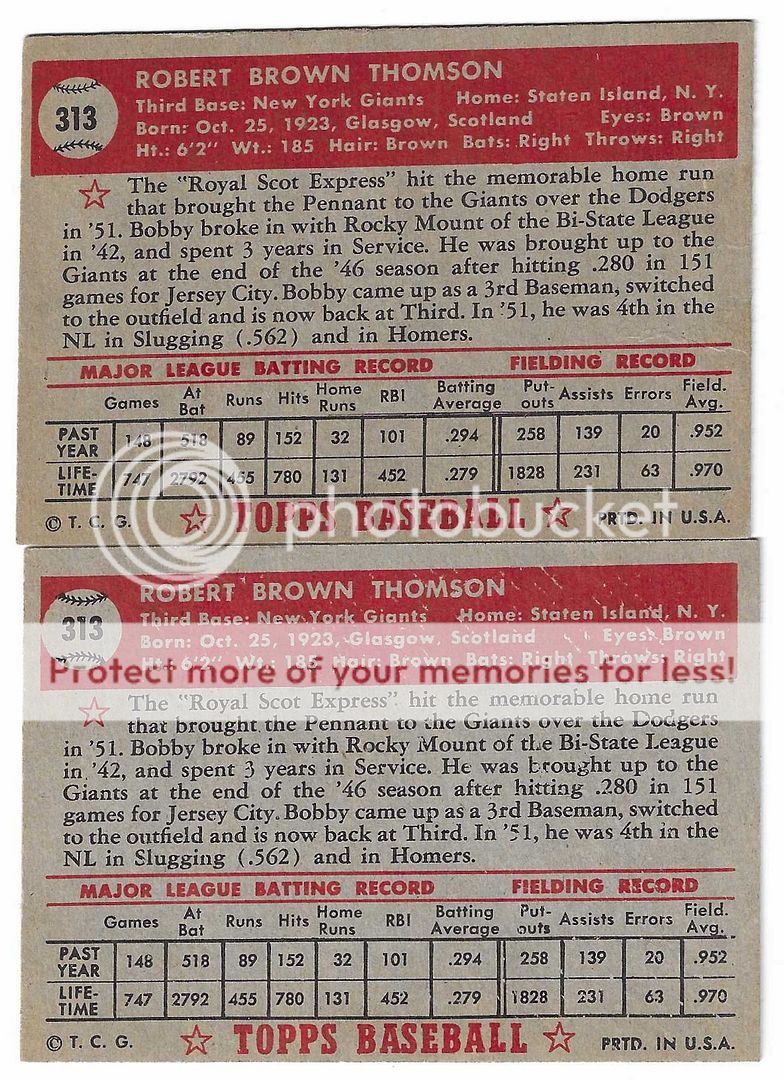 313
ROBERT BROWN THOMSON
Third Base: New York Giants Home: Staten Island, N. Y.
Born: Oct. 25, 1923, Glasgow, Scotland Eyes: Brown
Ht.: 6'2" Wt.: 185 Hair: Brown Bats: Right Throws: Right
The "Royal Scot Express" hit the memorable home run
that brought the Pennant to the Giants over the Dodgers
in '51. Bobby broke in with Rocky Mount of the Bi-State League
in '42, and spent 3 years in Service. He was brought up to the
Giants at the end of the '46 season after hitting .280 in 151
games for Jersey City. Bobby came up as a 3rd Baseman, switched
to the outfield and is now back at Third. In '51, he was 4th in the
NL in Slugging (.562) and in Homers.
MAJOR LEAGUE BATTING RECORD FIELDING RECORD
Games At Bat Runs Hits Home Runs RBI Batting Average Put-outs Assists Errors Field. Avg.
PAST YEAR 148 518 89 152 32 101 .294 258 139 20 .952
LIFE-TIME 747 2792 455 780 131 452 .279 1828 231 63 .970
© T. C. G. TOPPS BASEBALL PRTD. IN U.S.A.
photobucket
313
ROBERT BROWN THOMSON
Third Base: New York Giants Home: Staten Island, N. Y.
Born: Oct. 25, 1923, Glasgow, Scotland Eyes: Brown
Ht.: 6'2" Wt.: 185 Hair: Brown Bats: Right Throws: Right
Protect more of your memories for less!
The "Royal Scot Express" hit the memorable home run
that brought the Pennant to the Giants over the Dodgers
in '51. Bobby broke in with Rocky Mount of the Bi-State League
in '42, and spent 3 years in Service. He was brought up to the
Giants at the end of the '46 season after hitting .280 in 151
games for Jersey City. Bobby came up as a 3rd Baseman, switched
to the outfield and is now back at Third. In '51, he was 4th in the
NL in Slugging (.562) and in Homers.
MAJOR LEAGUE BATTING RECORD FIELDING RECORD
Games At Bat Runs Hits Home Runs RBI Batting Average Put-outs Assists Errors Field. Avg.
PAST YEAR 148 518 89 152 32 101 .294 258 139 20 .952
LIFE-TIME 747 2792 455 780 131 452 .279 1828 231 63 .970
© T. C. G. TOPPS BASEBALL PRTD. IN U.S.A.